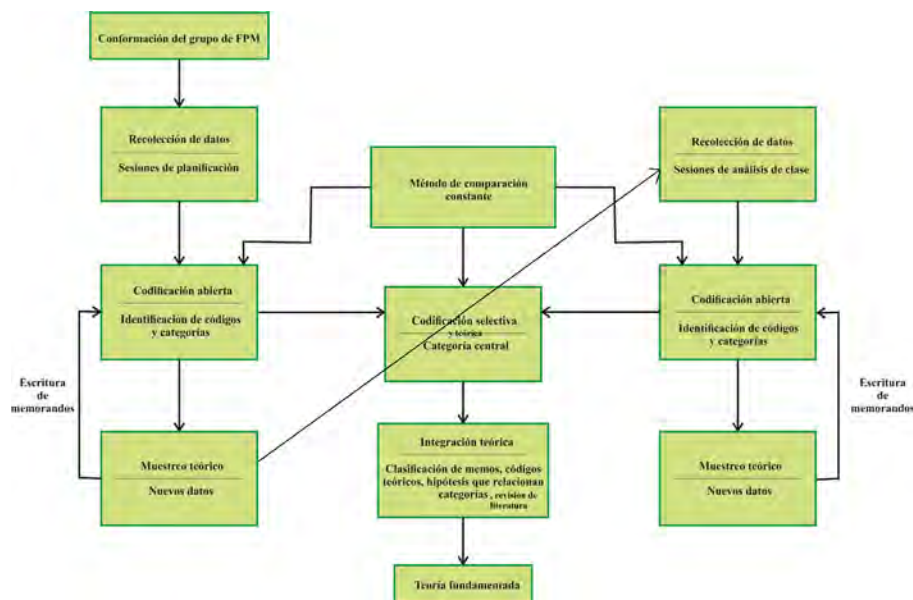 Conformación del grupo de FPM
Recolección de datos
Sesiones de planificación
Recolección de datos
Sesiones de análisis de clase
Método de comparación
constante
Codificación abierta
Identificación de códigos
y categorías
Codificación selectiva
y teórica
Categoría central
Codificación abierta
Identificación de códigos
y categorías
Escritura
de
memorandos
Escritura
de
memorandos
Muestreo teórico
Nuevos datos
Integración teórica
Clasificación de memos, códigos
teóricos, hipótesis que relacionan
categorías , revisión de
literatura
Muestreo teórico
Nuevos datos
Teoría fundamentada